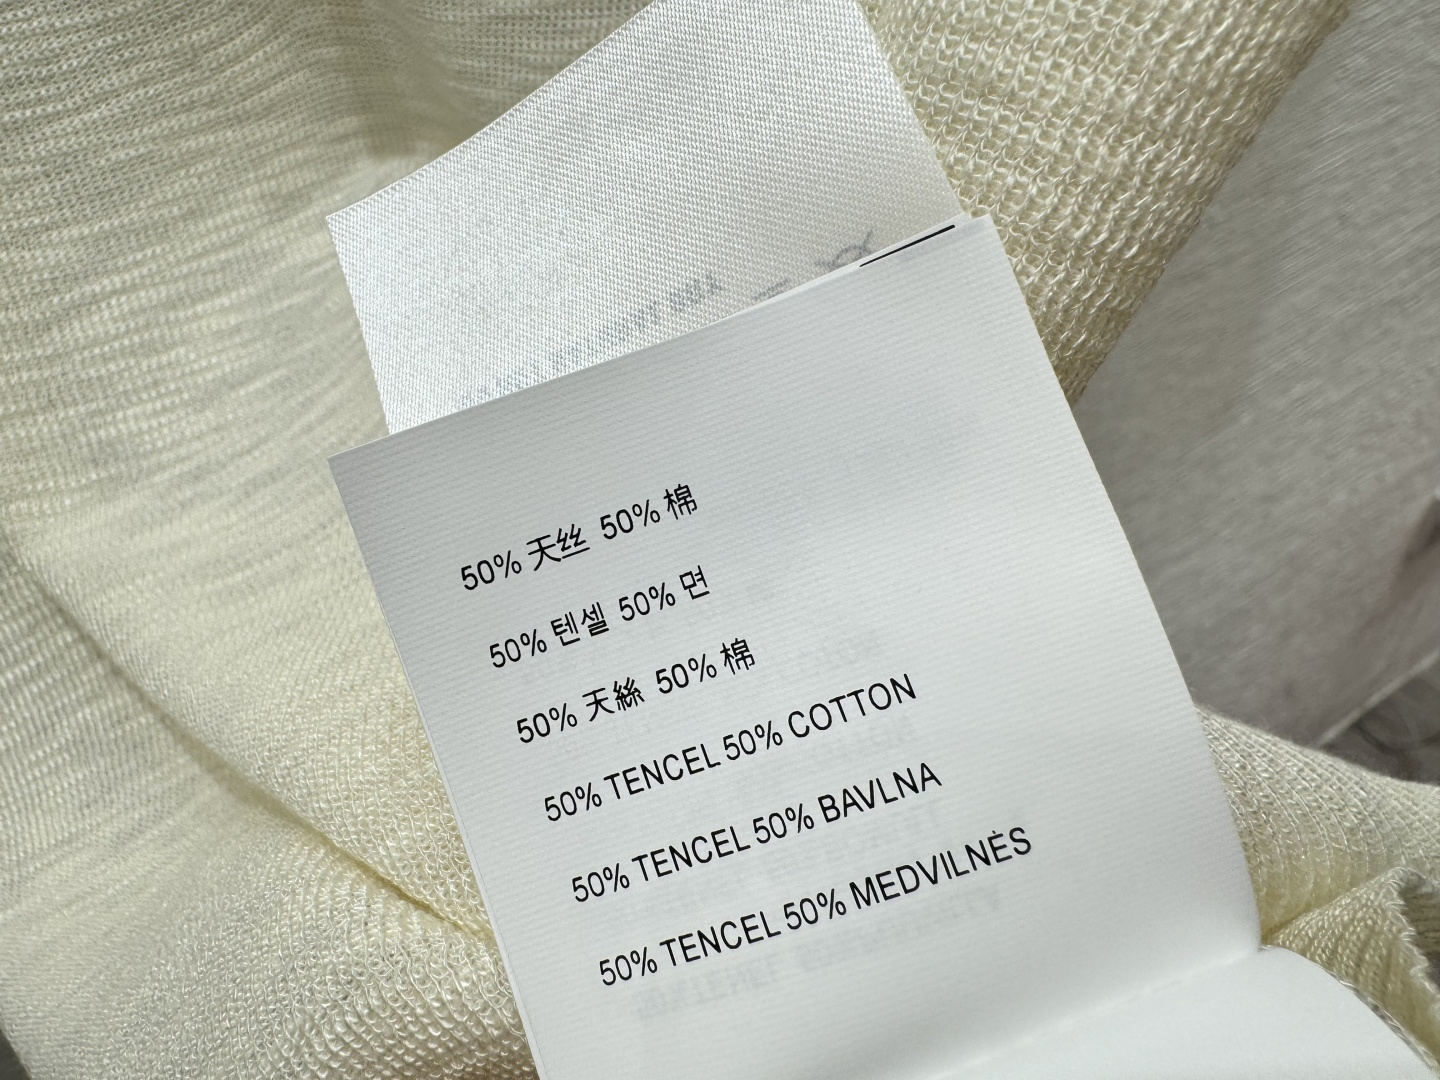 50% 天丝 50% 棉
50% 텐셀 50% 면
50% 天絲 50% 棉
50% TENCEL 50% COTTON
50% TENCEL 50% BAVLNA
50% TENCEL 50% MEDVILNĖS